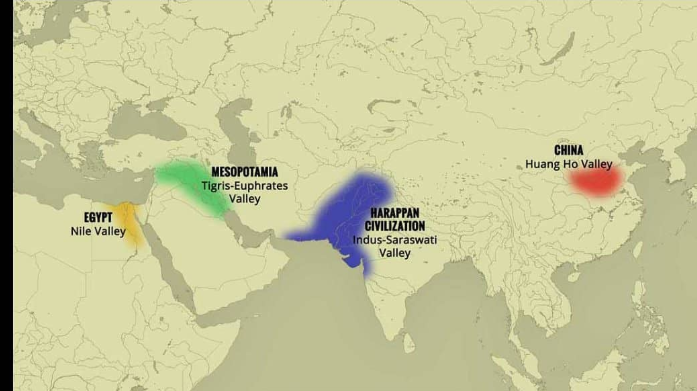 MESOPOTAMIA
Tigris-Euphrates
Valley
EGYPT
Nile Valley
HARAPPAN
CIVILIZATION
Indus-Saraswati
Valley
CHINA
Huang Ho Valley